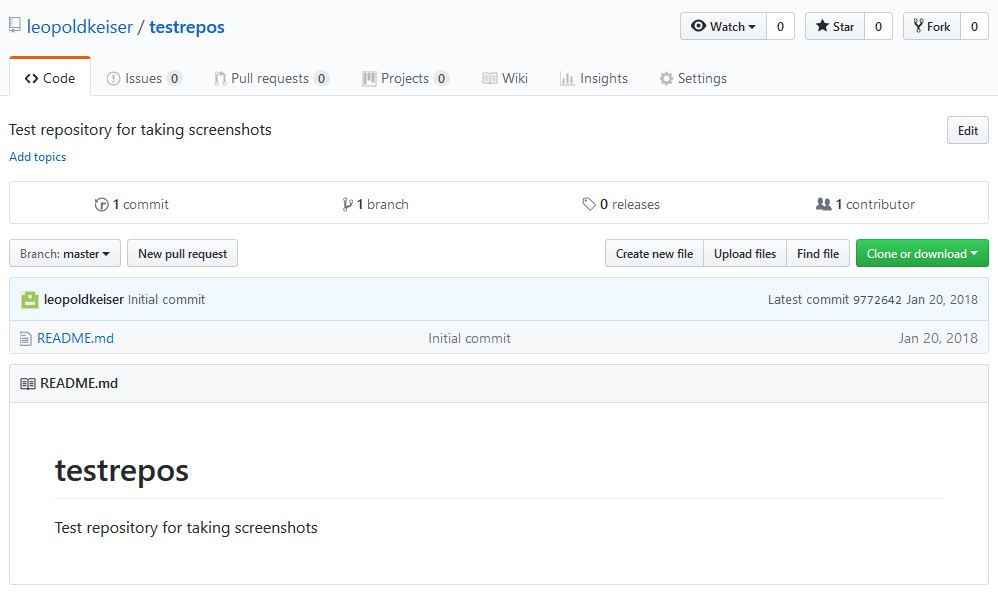 leopoldkeiser / testrepos Watch 0 Star 0 Fork 0
Code Issues 0 Pull requests 0 Projects 0 Wiki Insights Settings
Test repository for taking screenshots Edit
Add topics
1 commit 1 branch 0 releases 1 contributor
Branch: master New pull request Create new file Upload files Find file Clone or download
leopoldkeiser Initial commit Latest commit 9772642 Jan 20, 2018
README.md Initial commit Jan 20, 2018
README.md
testrepos
Test repository for taking screenshots